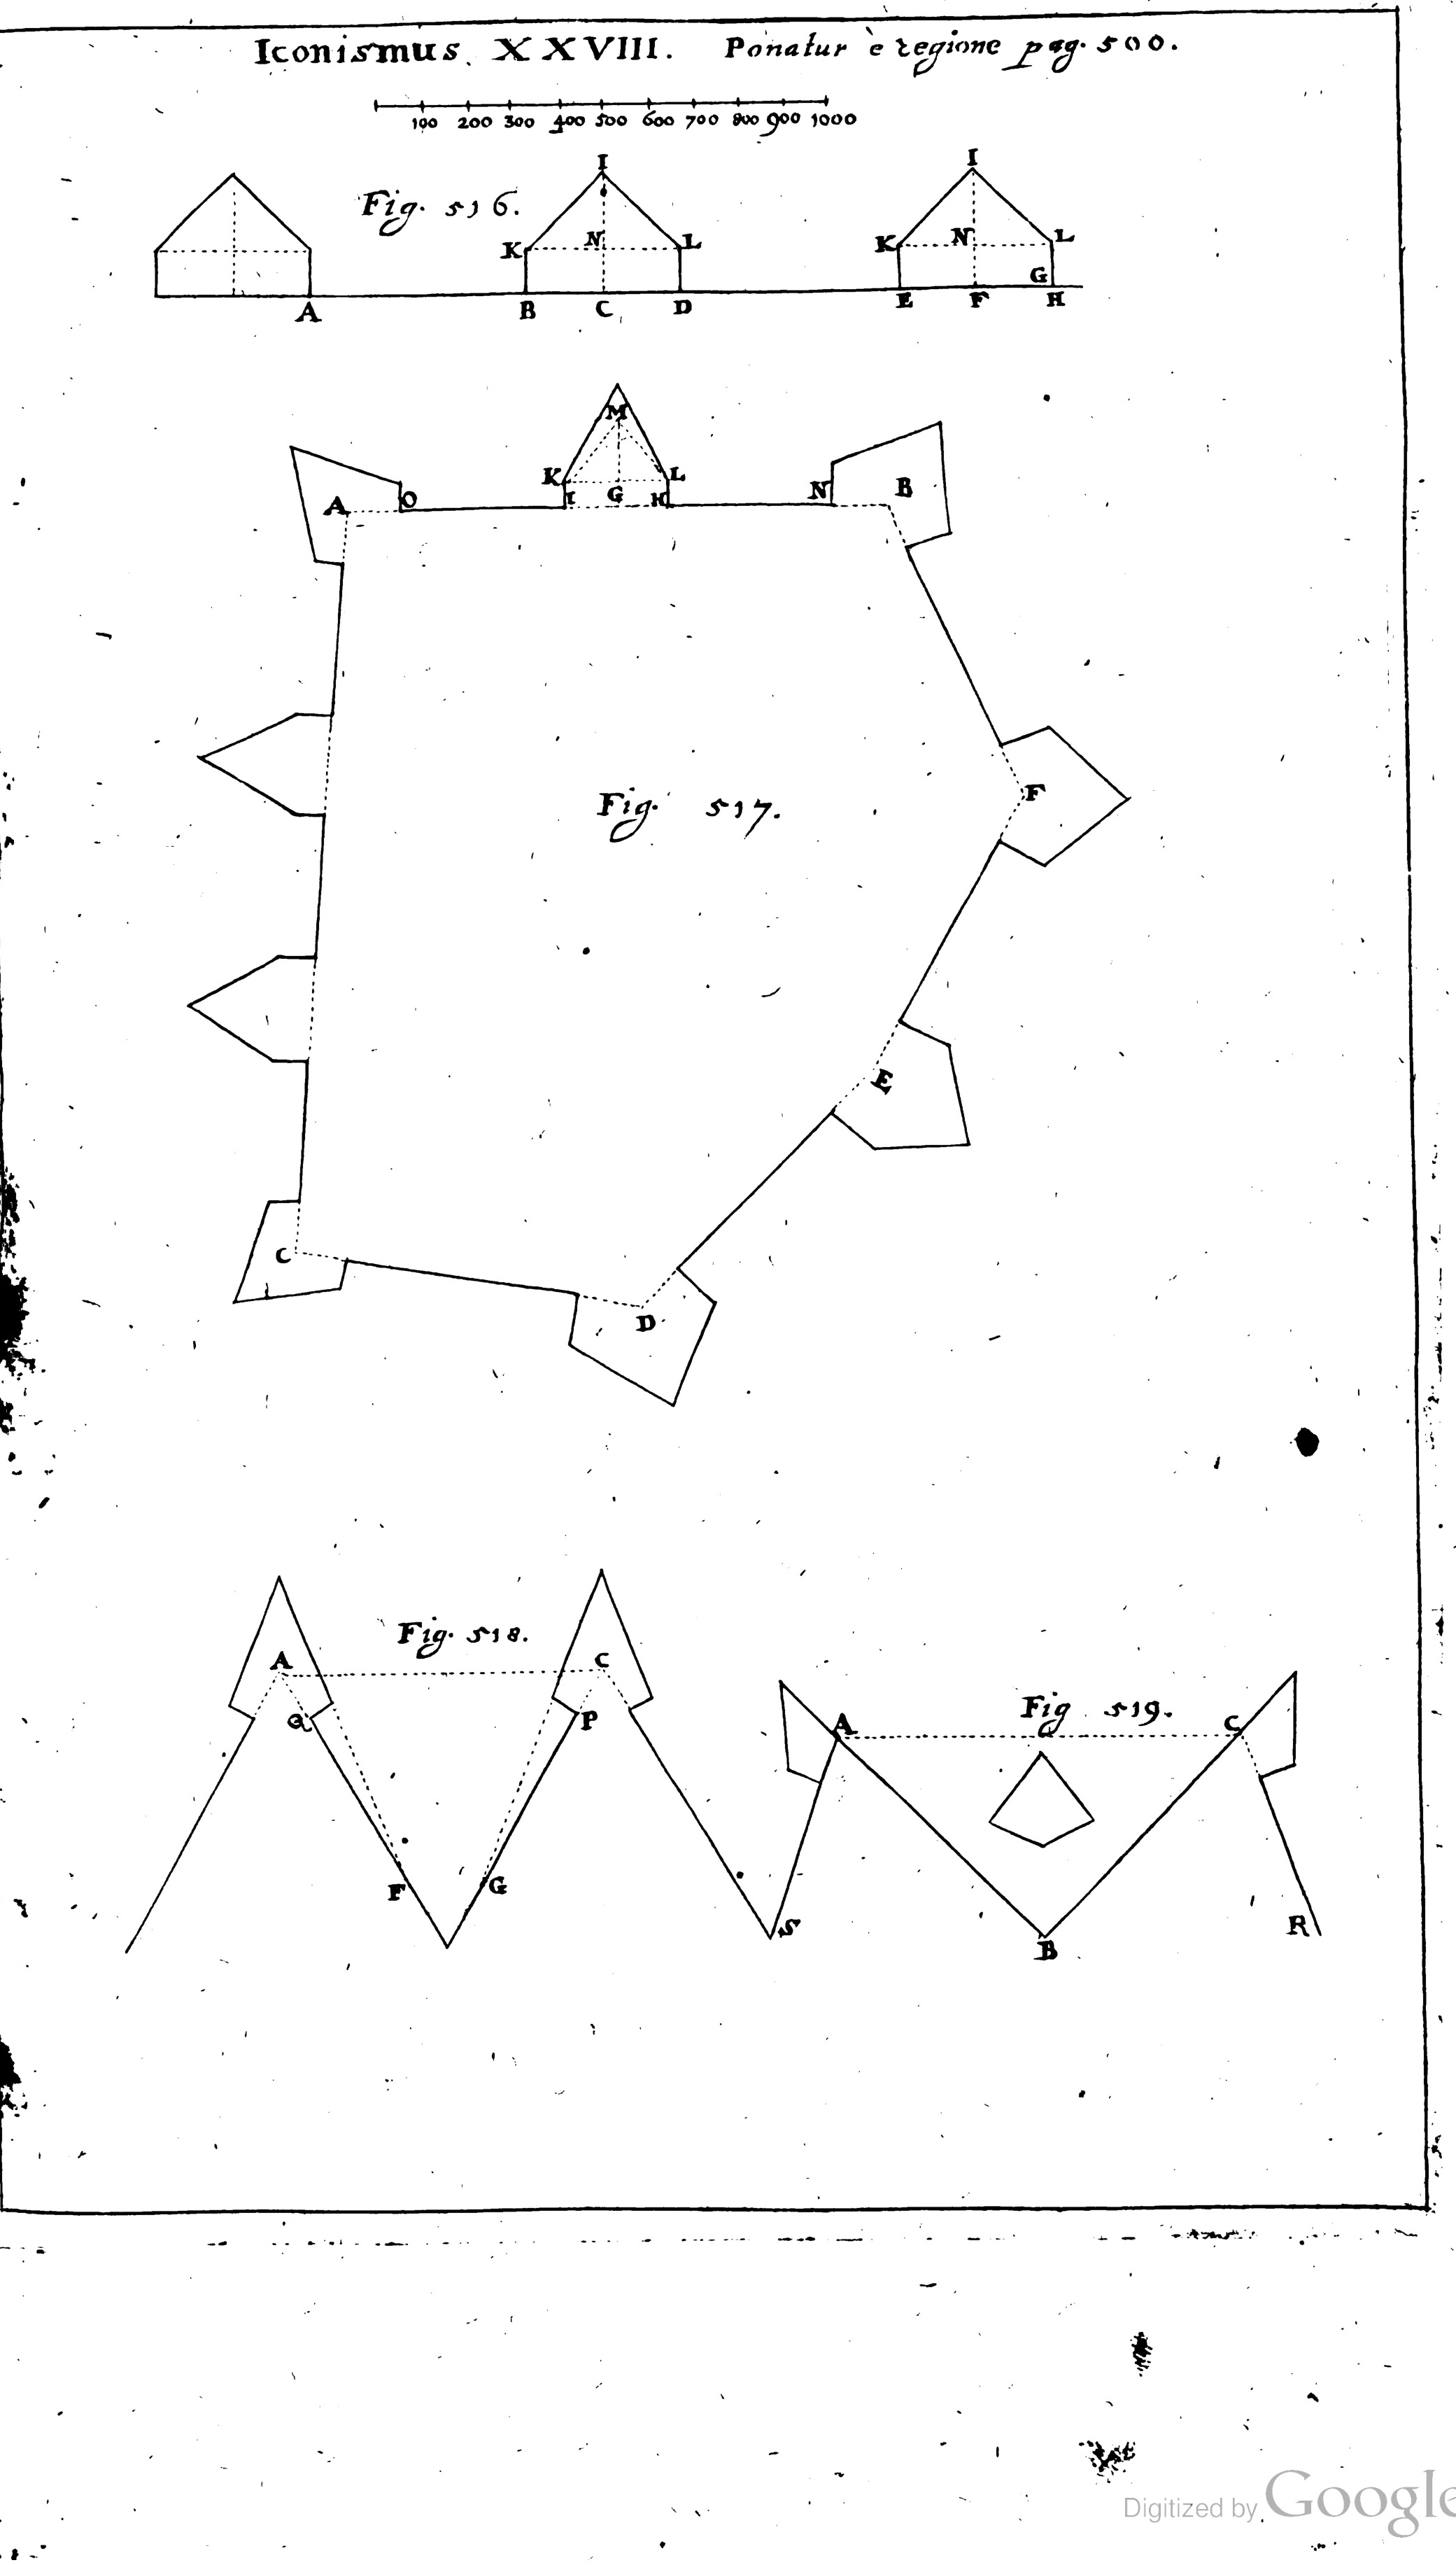 Iconismus. XXVIII. Ponatur è regione pag. 500.
100 200 300 400 500 600 700 800 900 1000
I I
Fig. 516.
K N L K N L
G
A B C D E F H
M
K L
A O I G H N B
Fig. 517.
F
E
C
D
Fig. 518.
A C
Q P
Fig 519.
A C
F G
S B R
Digitized by Google